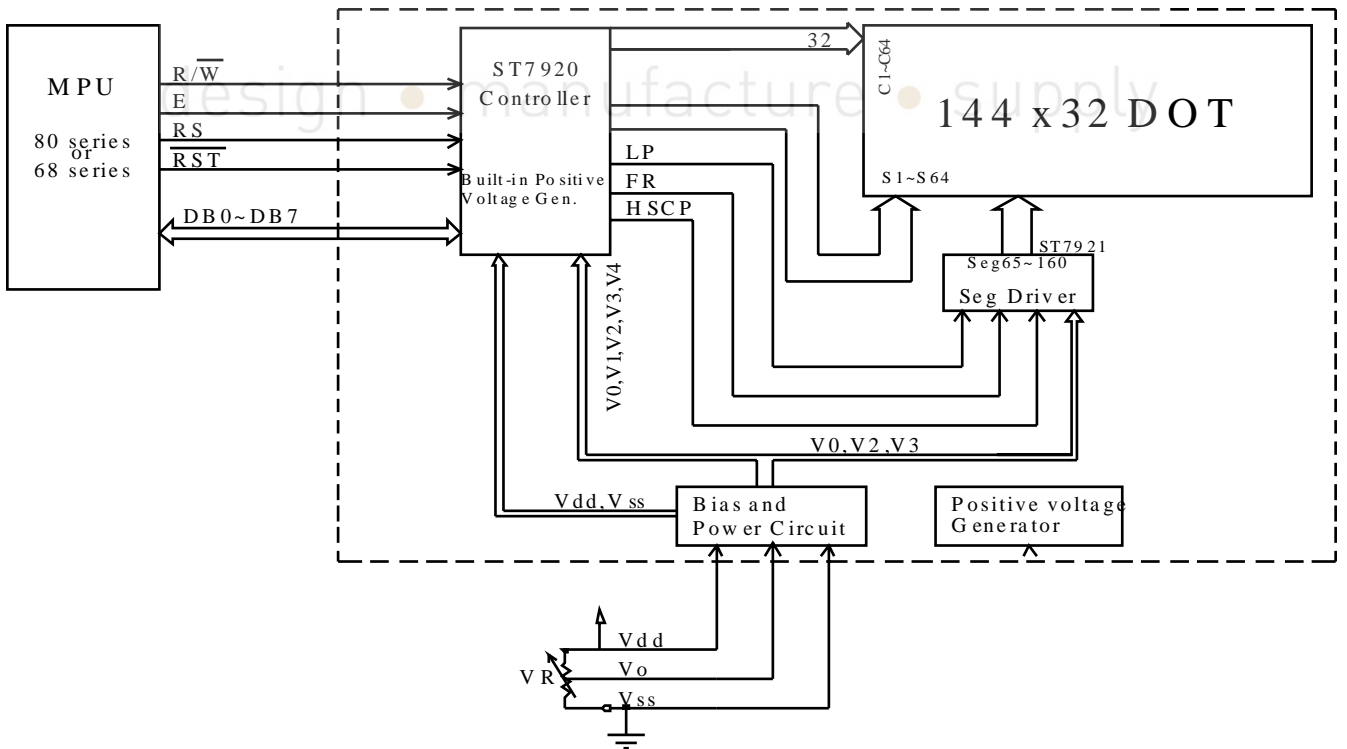 MPU
80 series
or
68 series
R/W
E
RS
RST
DB0~DB7
ST7920
Controller
Built-in Positive
Voltage Gen.
LP
FR
HSCP
32
C1~C64
144 x32 DOT
S1~S64
design • manufacture • supply
ST7921
Seg65~160
Seg Driver
V0,V1,V2,V3,V4
V0,V2,V3
Vdd,Vss
Bias and
Power Circuit
Positive voltage
Generator
Vdd
VR
Vo
Vss